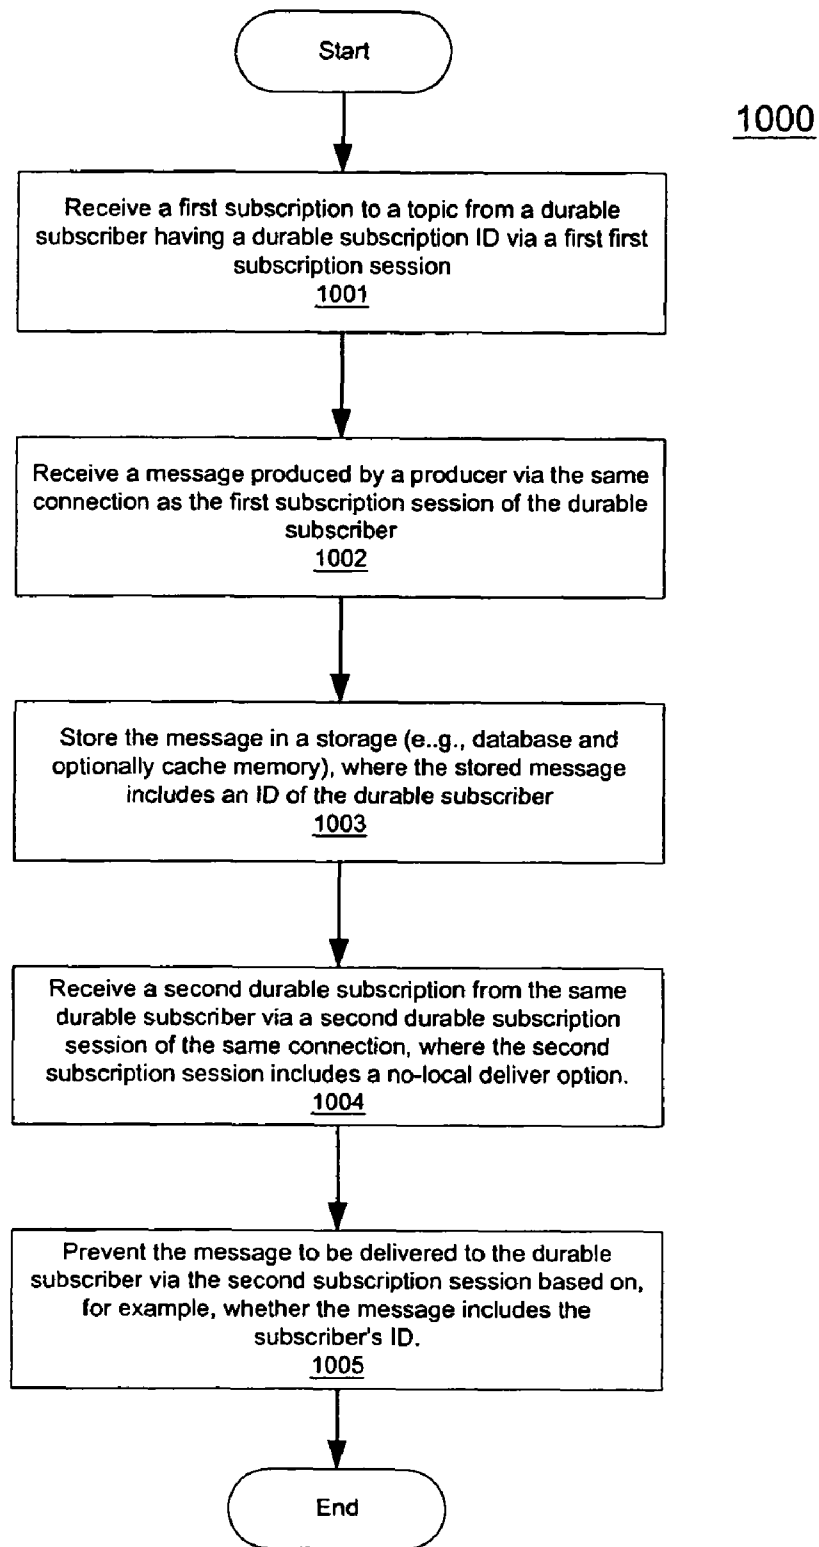 Start
1000
Receive a first subscription to a topic from a durable
subscriber having a durable subscription ID via a first first
subscription session
1001
Receive a message produced by a producer via the same
connection as the first subscription session of the durable
subscriber
1002
Store the message in a storage (e..g., database and
optionally cache memory), where the stored message
includes an ID of the durable subscriber
1003
Receive a second durable subscription from the same
durable subscriber via a second durable subscription
session of the same connection, where the second
subscription session includes a no-local deliver option.
1004
Prevent the message to be delivered to the durable
subscriber via the second subscription session based on,
for example, whether the message includes the
subscriber's ID.
1005
End